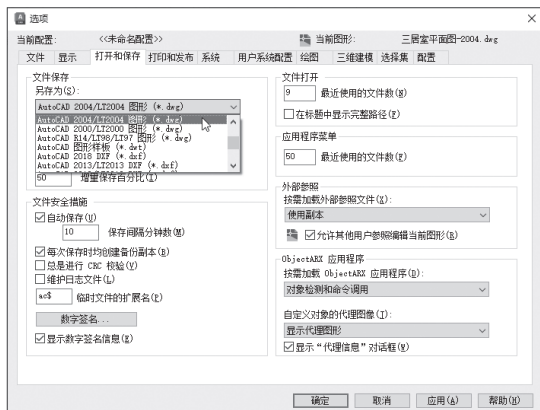 选项
当前配置: <<未命名配置>> 当前图形: 三居室平面图-2004.dwg
文件 显示 打开和保存 打印和发布 系统 用户系统配置 绘图 三维建模 选择集 配置
文件保存
另存为(S):
AutoCAD 2004/LT2004 图形 (*.dwg)
AutoCAD 2004/LT2004 图形 (*.dwg)
AutoCAD 2000/LT2000 图形 (*.dwg)
AutoCAD R14/LT98/LT97 图形 (*.dwg)
AutoCAD 图形样板 (*.dwt)
AutoCAD 2018 DXF (*.dxf)
AutoCAD 2013/LT2013 DXF (*.dxf)
50 增量保存百分比(I)
文件安全措施
自动保存(U)
10 保存间隔分钟数(M)
每次保存时均创建备份副本(B)
总是进行 CRC 校验(V)
维护日志文件(L)
ac$ 临时文件的扩展名(P)
数字签名...
显示数字签名信息(E)
文件打开
9 最近使用的文件数(N)
在标题中显示完整路径(F)
应用程序菜单
50 最近使用的文件数(F)
外部参照
按需加载外部参照文件(X):
使用副本
允许其他用户参照编辑当前图形(R)
ObjectARX 应用程序
按需加载 ObjectARX 应用程序(D):
对象检测和命令调用
自定义对象的代理图像(J):
显示代理图形
显示“代理信息”对话框(W)
确定 取消 应用(A) 帮助(H)